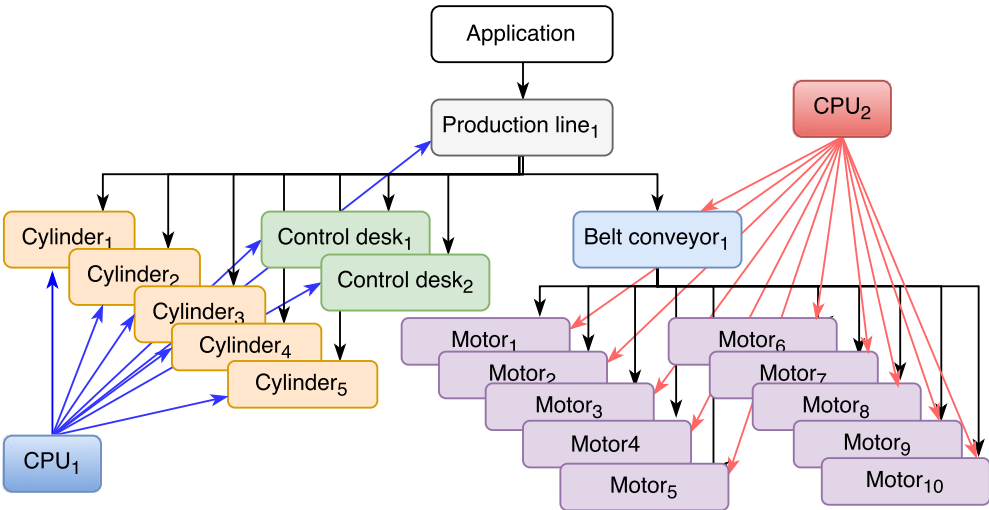 Application
CPU₂
Production line₁
Cylinder₁
Control desk₁
Belt conveyor₁
Cylinder₂
Control desk₂
Cylinder₃
Cylinder₄
Cylinder₅
Motor₁
Motor₆
Motor₂
Motor₇
Motor₃
Motor₈
Motor4
Motor₉
CPU₁
Motor₅
Motor₁₀